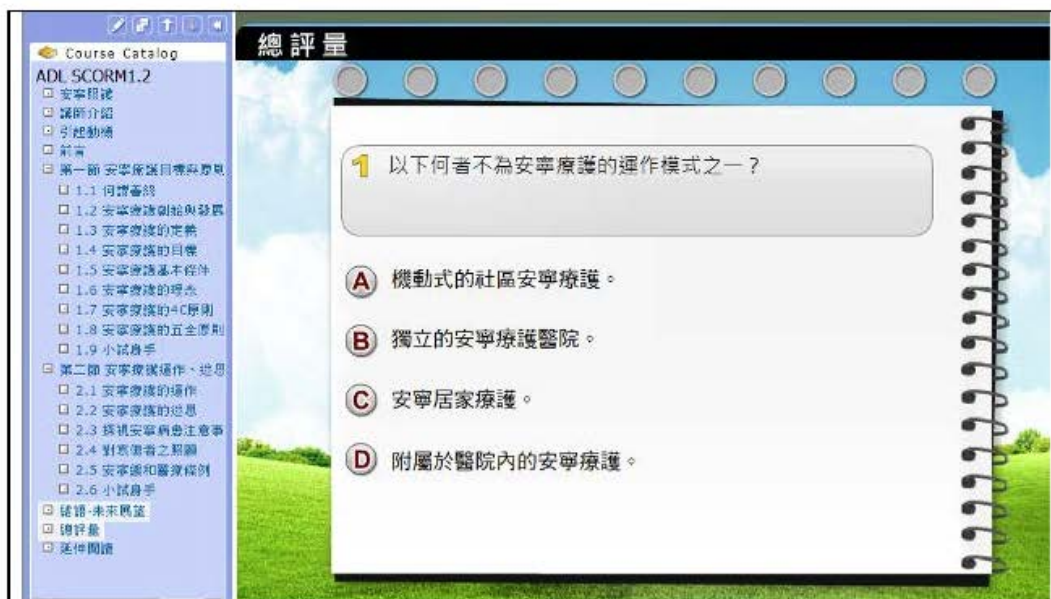 Course Catalog
ADL SCORM1.2
安寧照護
講師介紹
引起動機
前言
第一節 安寧療護目標與原則
1.1 何謂善終
1.2 安寧療護創始與發展
1.3 安寧療護的定義
1.4 安寧療護的目標
1.5 安寧療護基本條件
1.6 安寧療護的理念
1.7 安寧療護的4C原則
1.8 安寧療護的五全原則
1.9 小試身手
第二節 安寧療護運作、迷思
2.1 安寧療護的運作
2.2 安寧療護的迷思
2.3 探視安寧病患注意事
2.4 對哀傷者之照顧
2.5 安寧緩和醫療條例
2.6 小試身手
結語-未來展望
總評量
延伸閱讀
總評量
1 以下何者不為安寧療護的運作模式之一？
A 機動式的社區安寧療護。
B 獨立的安寧療護醫院。
C 安寧居家療護。
D 附屬於醫院內的安寧療護。